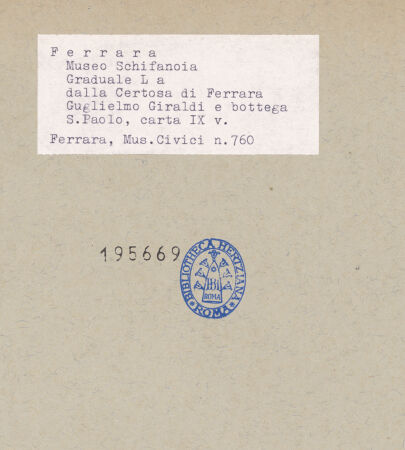 F e r r a r a
Museo Schifanoia
Graduale L a
dalla Certosa di Ferrara
Guglielmo Giraldi e bottega
S.Paolo, carta IX v.
Ferrara, Mus.Civici n.760
195669
BIBLIOTHECA HERTZIANA
ROMA
ROMA